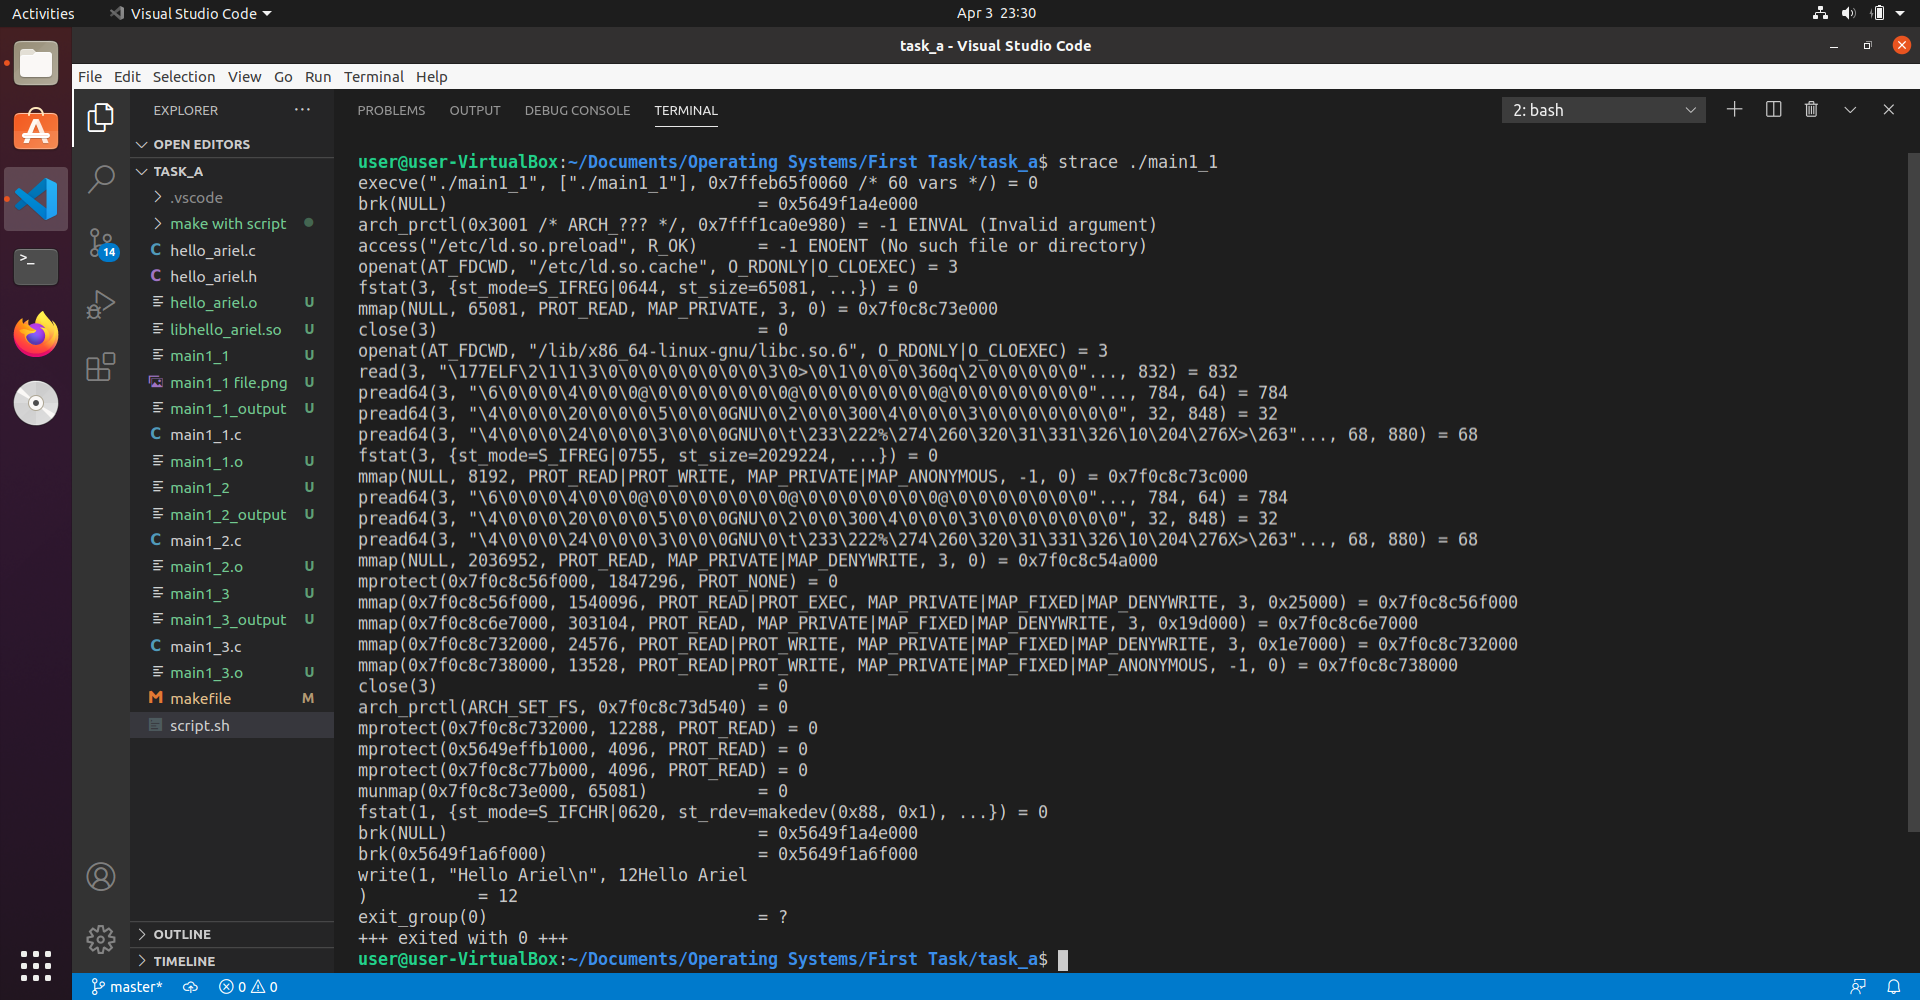 Activities
Visual Studio Code
Apr 3 23:30
task_a - Visual Studio Code
File Edit Selection View Go Run Terminal Help
EXPLORER
OPEN EDITORS
TASK_A
.vscode
make with script
hello_ariel.c
hello_ariel.h
hello_ariel.o U
libhello_ariel.so U
main1_1 U
main1_1 file.png U
main1_1_output U
main1_1.c
main1_1.o U
main1_2 U
main1_2_output U
main1_2.c
main1_2.o U
main1_3 U
main1_3_output U
main1_3.c
main1_3.o U
makefile M
script.sh
OUTLINE
TIMELINE
14
PROBLEMS OUTPUT DEBUG CONSOLE TERMINAL
2: bash
user@user-VirtualBox:~/Documents/Operating Systems/First Task/task_a$ strace ./main1_1
execve("./main1_1", ["./main1_1"], 0x7ffeb65f0060 /* 60 vars */) = 0
brk(NULL) = 0x5649f1a4e000
arch_prctl(0x3001 /* ARCH_??? */, 0x7fff1ca0e980) = -1 EINVAL (Invalid argument)
access("/etc/ld.so.preload", R_OK) = -1 ENOENT (No such file or directory)
openat(AT_FDCWD, "/etc/ld.so.cache", O_RDONLY|O_CLOEXEC) = 3
fstat(3, {st_mode=S_IFREG|0644, st_size=65081, ...}) = 0
mmap(NULL, 65081, PROT_READ, MAP_PRIVATE, 3, 0) = 0x7f0c8c73e000
close(3) = 0
openat(AT_FDCWD, "/lib/x86_64-linux-gnu/libc.so.6", O_RDONLY|O_CLOEXEC) = 3
read(3, "\177ELF\2\1\1\3\0\0\0\0\0\0\0\0\3\0>\0\1\0\0\0\360q\2\0\0\0\0\0"..., 832) = 832
pread64(3, "\6\0\0\0\4\0\0\0@\0\0\0\0\0\0\0@\0\0\0\0\0\0\0@\0\0\0\0\0\0\0"..., 784, 64) = 784
pread64(3, "\4\0\0\0\20\0\0\0\5\0\0\0GNU\0\2\0\0\300\4\0\0\0\3\0\0\0\0\0\0\0", 32, 848) = 32
pread64(3, "\4\0\0\0\24\0\0\0\3\0\0\0GNU\0\t\233\222%\274\260\320\31\331\326\10\204\276X>\263"..., 68, 880) = 68
fstat(3, {st_mode=S_IFREG|0755, st_size=2029224, ...}) = 0
mmap(NULL, 8192, PROT_READ|PROT_WRITE, MAP_PRIVATE|MAP_ANONYMOUS, -1, 0) = 0x7f0c8c73c000
pread64(3, "\6\0\0\0\4\0\0\0@\0\0\0\0\0\0\0@\0\0\0\0\0\0\0@\0\0\0\0\0\0\0"..., 784, 64) = 784
pread64(3, "\4\0\0\0\20\0\0\0\5\0\0\0GNU\0\2\0\0\300\4\0\0\0\3\0\0\0\0\0\0\0", 32, 848) = 32
pread64(3, "\4\0\0\0\24\0\0\0\3\0\0\0GNU\0\t\233\222%\274\260\320\31\331\326\10\204\276X>\263"..., 68, 880) = 68
mmap(NULL, 2036952, PROT_READ, MAP_PRIVATE|MAP_DENYWRITE, 3, 0) = 0x7f0c8c54a000
mprotect(0x7f0c8c56f000, 1847296, PROT_NONE) = 0
mmap(0x7f0c8c56f000, 1540096, PROT_READ|PROT_EXEC, MAP_PRIVATE|MAP_FIXED|MAP_DENYWRITE, 3, 0x25000) = 0x7f0c8c56f000
mmap(0x7f0c8c6e7000, 303104, PROT_READ, MAP_PRIVATE|MAP_FIXED|MAP_DENYWRITE, 3, 0x19d000) = 0x7f0c8c6e7000
mmap(0x7f0c8c732000, 24576, PROT_READ|PROT_WRITE, MAP_PRIVATE|MAP_FIXED|MAP_DENYWRITE, 3, 0x1e7000) = 0x7f0c8c732000
mmap(0x7f0c8c738000, 13528, PROT_READ|PROT_WRITE, MAP_PRIVATE|MAP_FIXED|MAP_ANONYMOUS, -1, 0) = 0x7f0c8c738000
close(3) = 0
arch_prctl(ARCH_SET_FS, 0x7f0c8c73d540) = 0
mprotect(0x7f0c8c732000, 12288, PROT_READ) = 0
mprotect(0x5649effb1000, 4096, PROT_READ) = 0
mprotect(0x7f0c8c77b000, 4096, PROT_READ) = 0
munmap(0x7f0c8c73e000, 65081) = 0
fstat(1, {st_mode=S_IFCHR|0620, st_rdev=makedev(0x88, 0x1), ...}) = 0
brk(NULL) = 0x5649f1a4e000
brk(0x5649f1a6f000) = 0x5649f1a6f000
write(1, "Hello Ariel\n", 12Hello Ariel
) = 12
exit_group(0) = ?
+++ exited with 0 +++
user@user-VirtualBox:~/Documents/Operating Systems/First Task/task_a$
master* 0 0